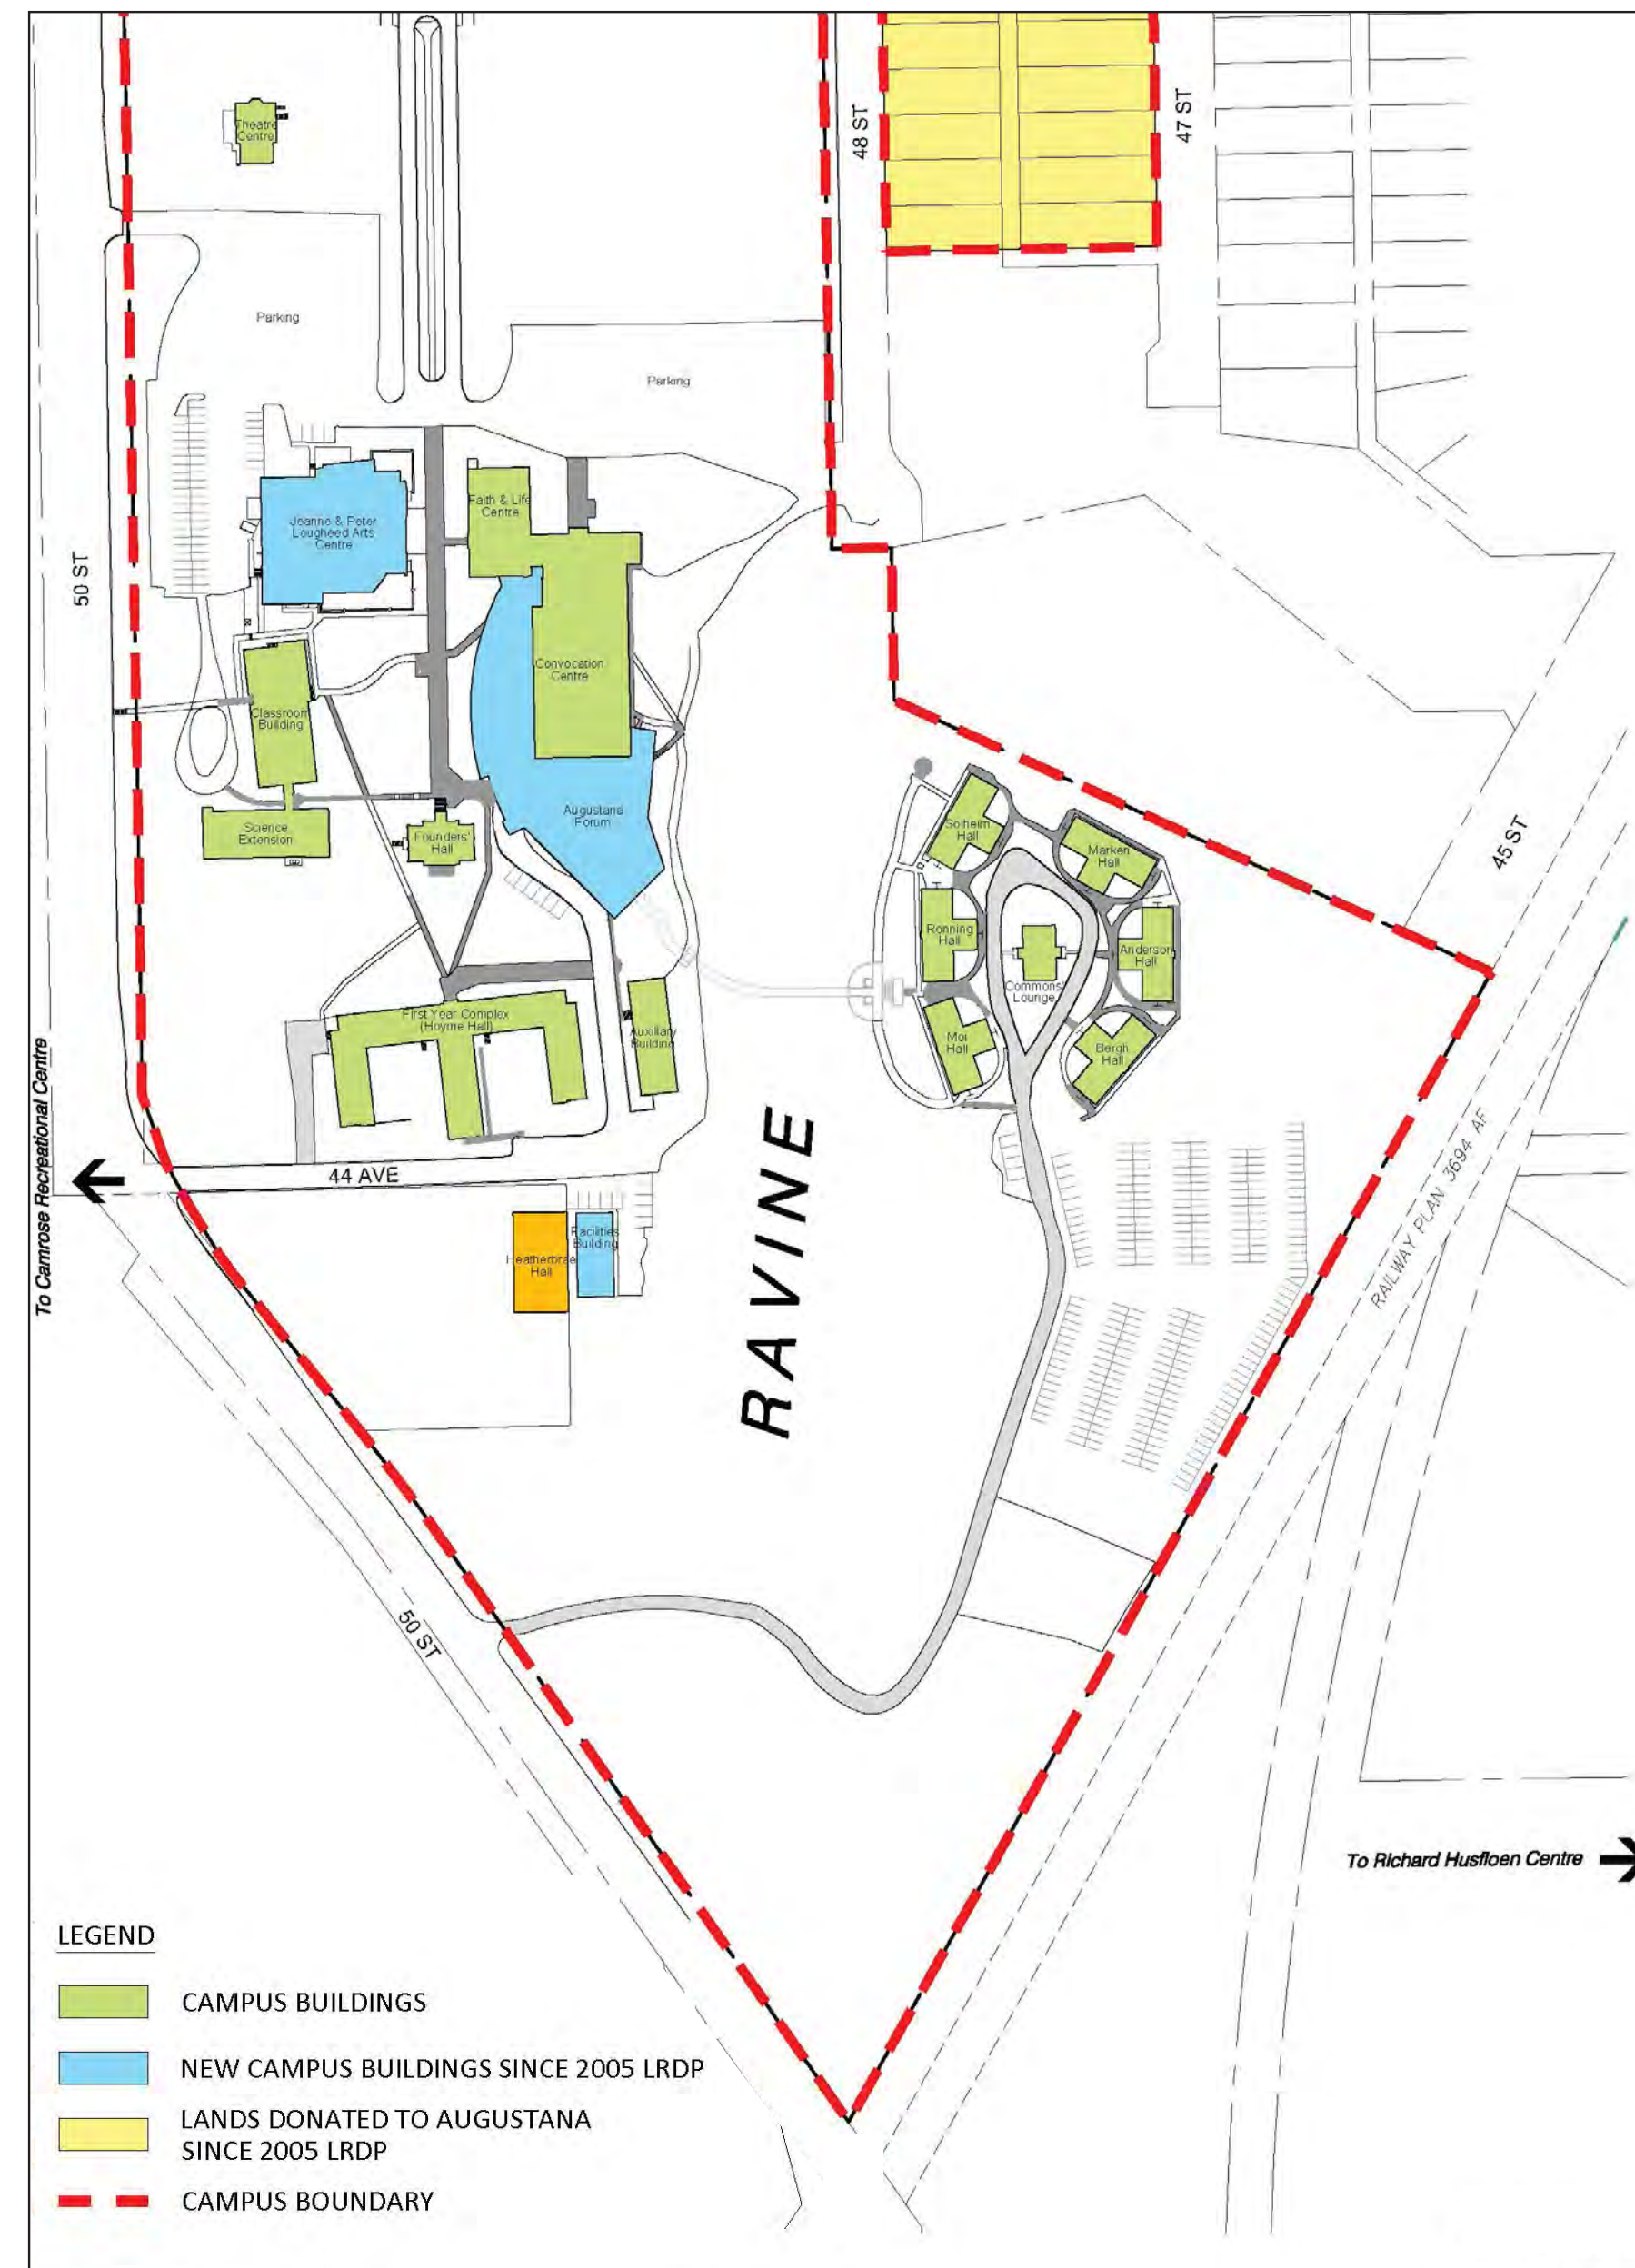 Theatre
Centre
48 ST
47 ST
Parking
Parking
Faith & Life
Centre
Joanne & Peter
Lougheed Arts
Centre
50 ST
Convocation
Centre
Classroom
Building
Augustana
Forum
Science
Extension
Founders'
Hall
Solheim
Hall
Marken
Hall
45 ST
Ronning
Hall
Anderson
Hall
Commons
Lounge
First Year Complex
(Hoyme Hall)
Auxiliary
Building
Moi
Hall
Bergh
Hall
To Camrose Recreational Centre
44 AVE
RAVINE
RAILWAY PLAN 3694 AF
Facilities
Building
Heatherbrae
Hall
50 ST
To Richard Husfloen Centre
LEGEND
CAMPUS BUILDINGS
NEW CAMPUS BUILDINGS SINCE 2005 LRDP
LANDS DONATED TO AUGUSTANA
SINCE 2005 LRDP
CAMPUS BOUNDARY